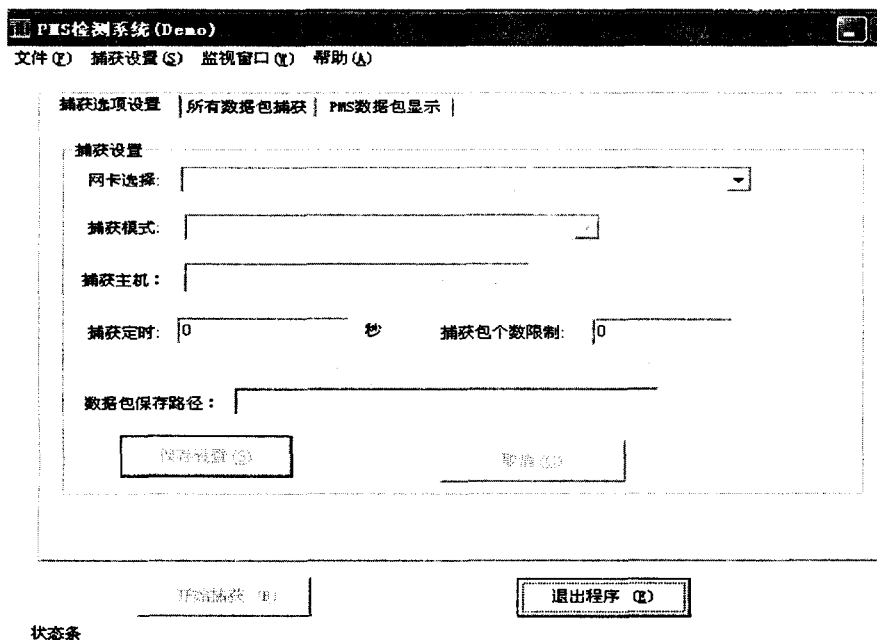 PMS检测系统(Demo)
文件(F) 捕获设置(S) 监视窗口(W) 帮助(A)
捕获选项设置 所有数据包捕获 PMS数据包显示
捕获设置
网卡选择:
捕获模式:
捕获主机：
捕获定时: 0 秒 捕获包个数限制: 0
数据包保存路径：
保存设置(S) 取消(C)
开始捕获 (B) 退出程序 (E)
状态条